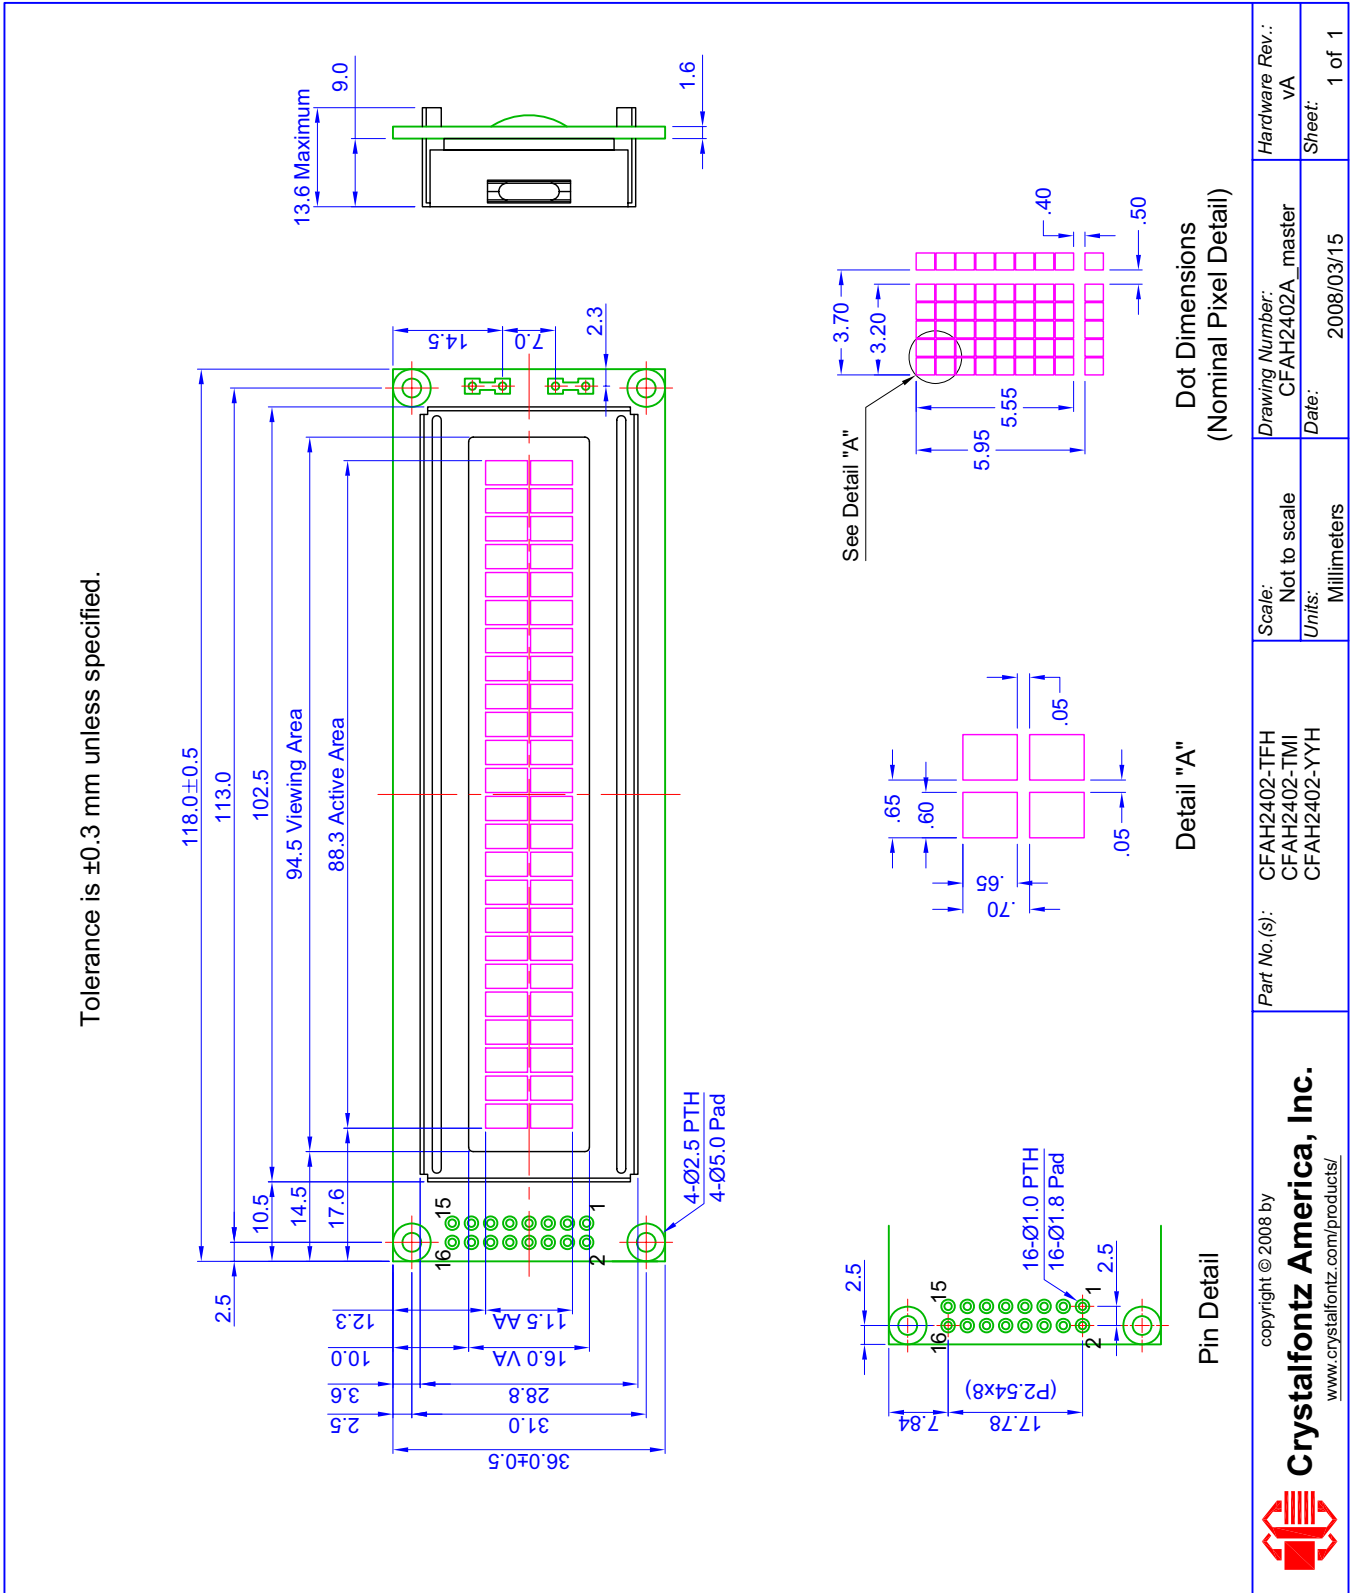 Tolerance is ±0.3 mm unless specified.
118.0±0.5
113.0
102.5
94.5 Viewing Area
88.3 Active Area
2.5
10.5
14.5
17.6
14.5
7.0
2.3
13.6 Maximum
9.0
1.6
15
16
1
2
4-Ø2.5 PTH
4-Ø5.0 Pad
12.3
11.5 AA
10.0
16.0 VA
3.6
28.8
2.5
31.0
36.0±0.5
2.5
15
16
1
2
16-Ø1.0 PTH
16-Ø1.8 Pad
2.5
7.84
17.78
(P2.54x8)
Pin Detail
.65
.60
.65
.70
.05
.05
Detail "A"
See Detail "A"
3.70
3.20
5.55
5.95
.40
.50
Dot Dimensions
(Nominal Pixel Detail)
copyright © 2008 by
Crystalfontz America, Inc.
www.crystalfontz.com/products/
Part No.(s):
CFAH2402-TFH
CFAH2402-TMI
CFAH2402-YYH
Scale:
Not to scale
Units:
Millimeters
Drawing Number:
CFAH2402A_master
Date:
2008/03/15
Hardware Rev.:
vA
Sheet:
1 of 1